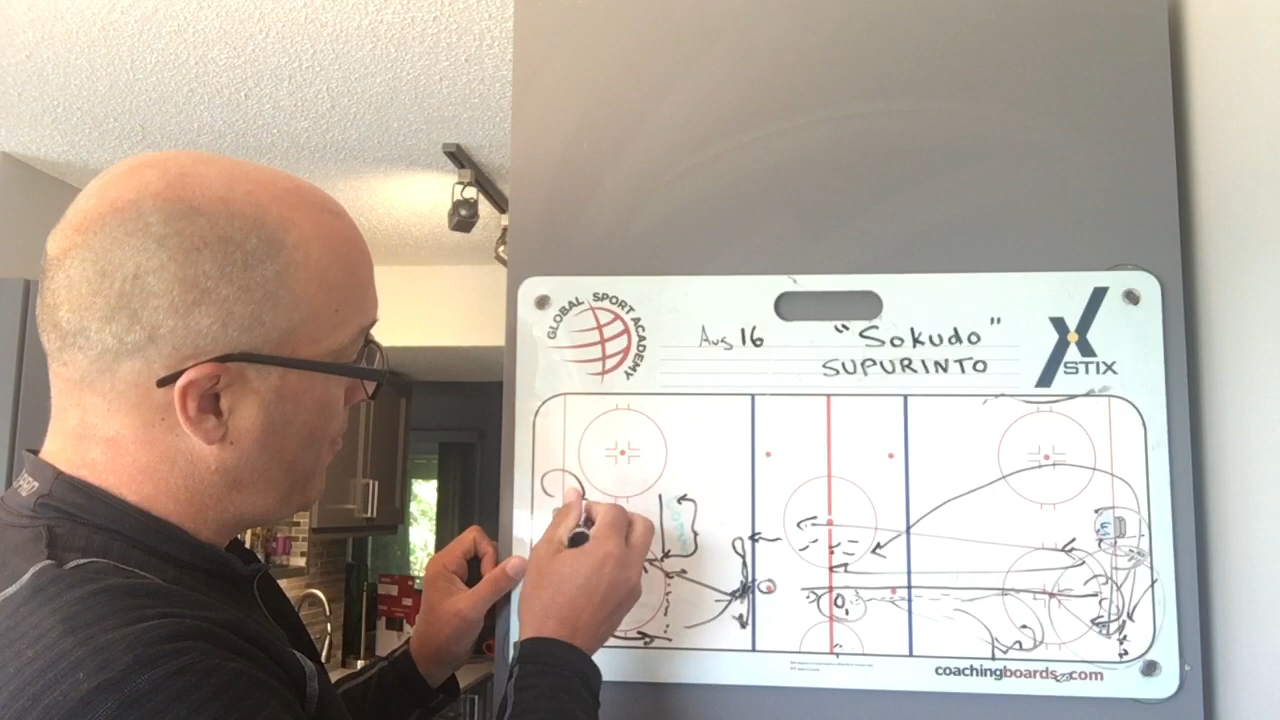 GLOBAL SPORT ACADEMY
Aug 16
"Sokudo"
SUPURINTO
STIX
coachingboards.com